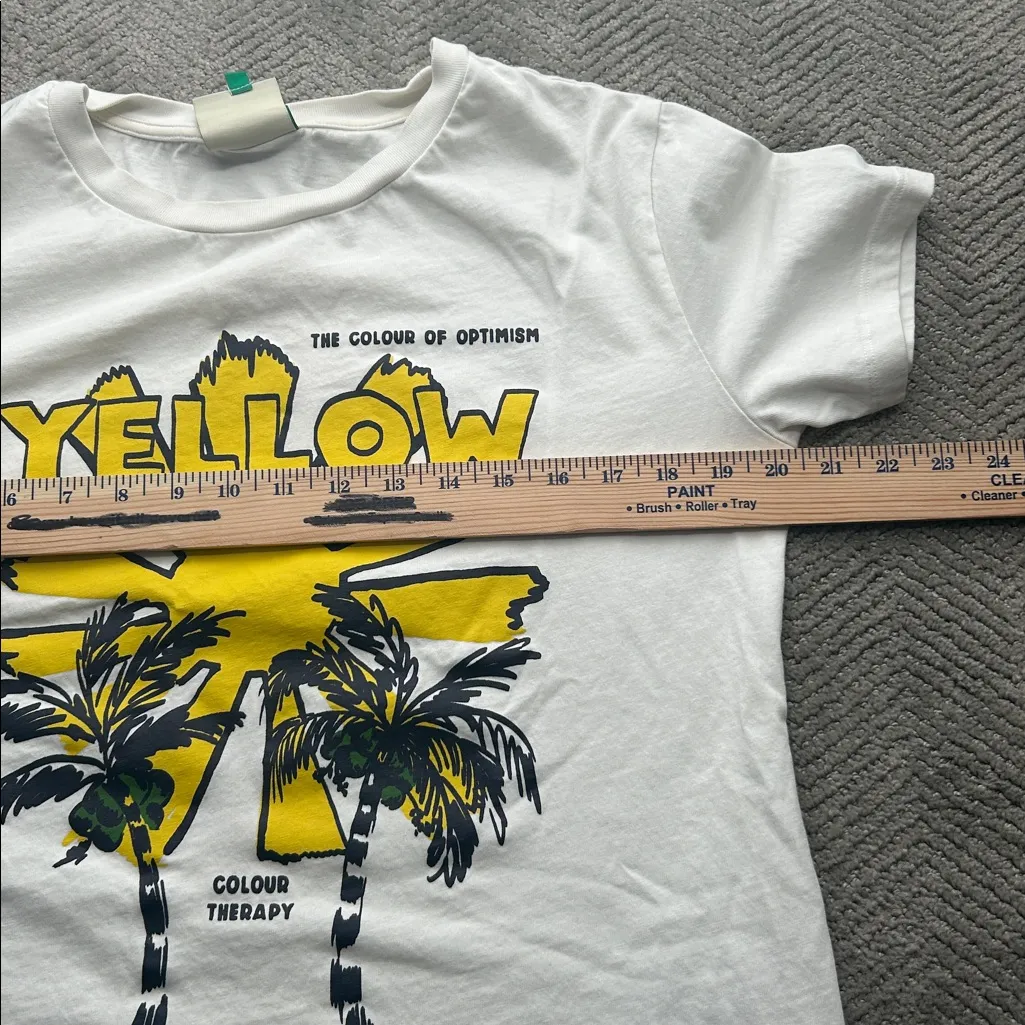 THE COLOUR OF OPTIMISM
YELLOW
6 7 8 9 10 11 12 13 14 15 16 17 18 19 20 21 22 23 24
PAINT
• Brush • Roller • Tray
CLEA
• Cleaner •
COLOUR
THERAPY